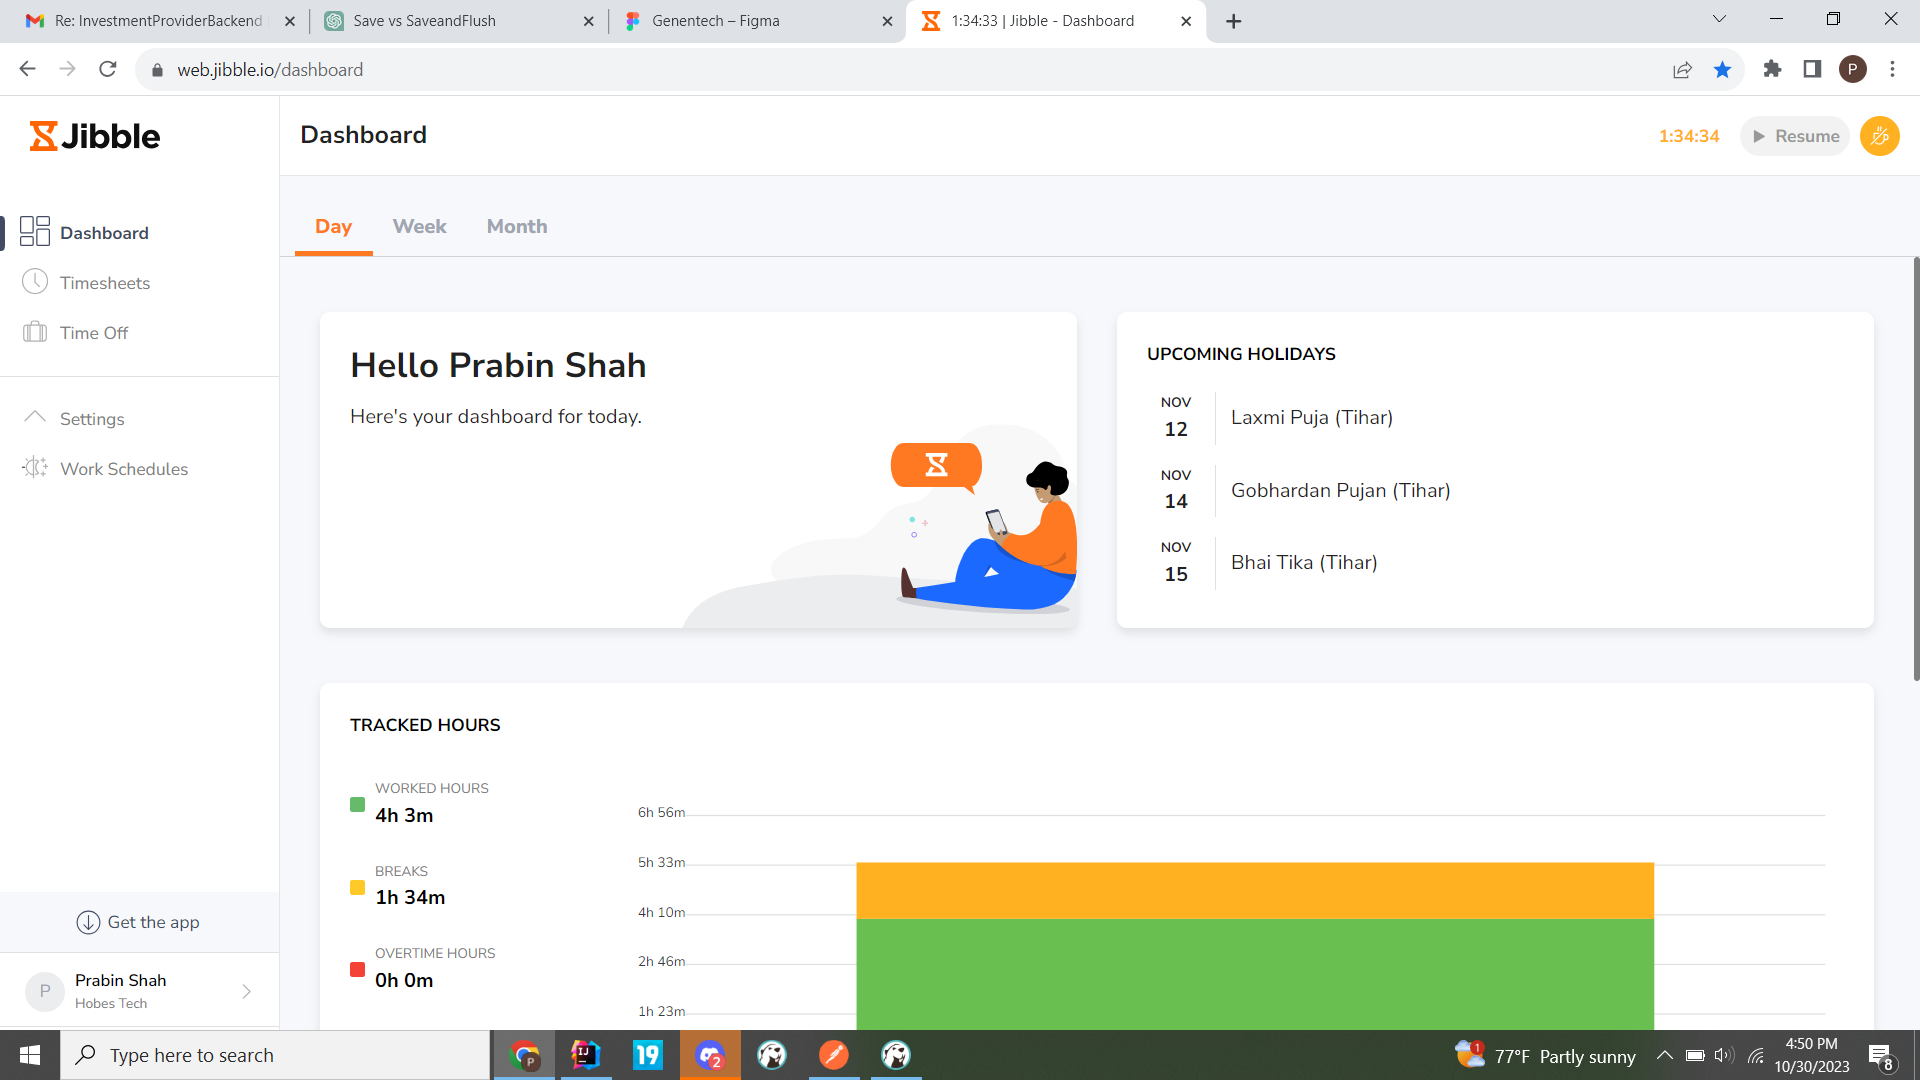 Re: InvestmentProviderBackend
Save vs SaveandFlush
Genentech – Figma
1:34:33 | Jibble - Dashboard
web.jibble.io/dashboard
P
Jibble
Dashboard
1:34:34
Resume
Dashboard
Timesheets
Time Off
Settings
Work Schedules
Day
Week
Month
Hello Prabin Shah
Here's your dashboard for today.
UPCOMING HOLIDAYS
NOV
12
Laxmi Puja (Tihar)
NOV
14
Gobhardan Pujan (Tihar)
NOV
15
Bhai Tika (Tihar)
TRACKED HOURS
WORKED HOURS
4h 3m
BREAKS
1h 34m
OVERTIME HOURS
0h 0m
6h 56m
5h 33m
4h 10m
2h 46m
1h 23m
Get the app
P
Prabin Shah
Hobes Tech
Type here to search
P
IJ
19
2
1
77°F Partly sunny
4:50 PM
10/30/2023
8